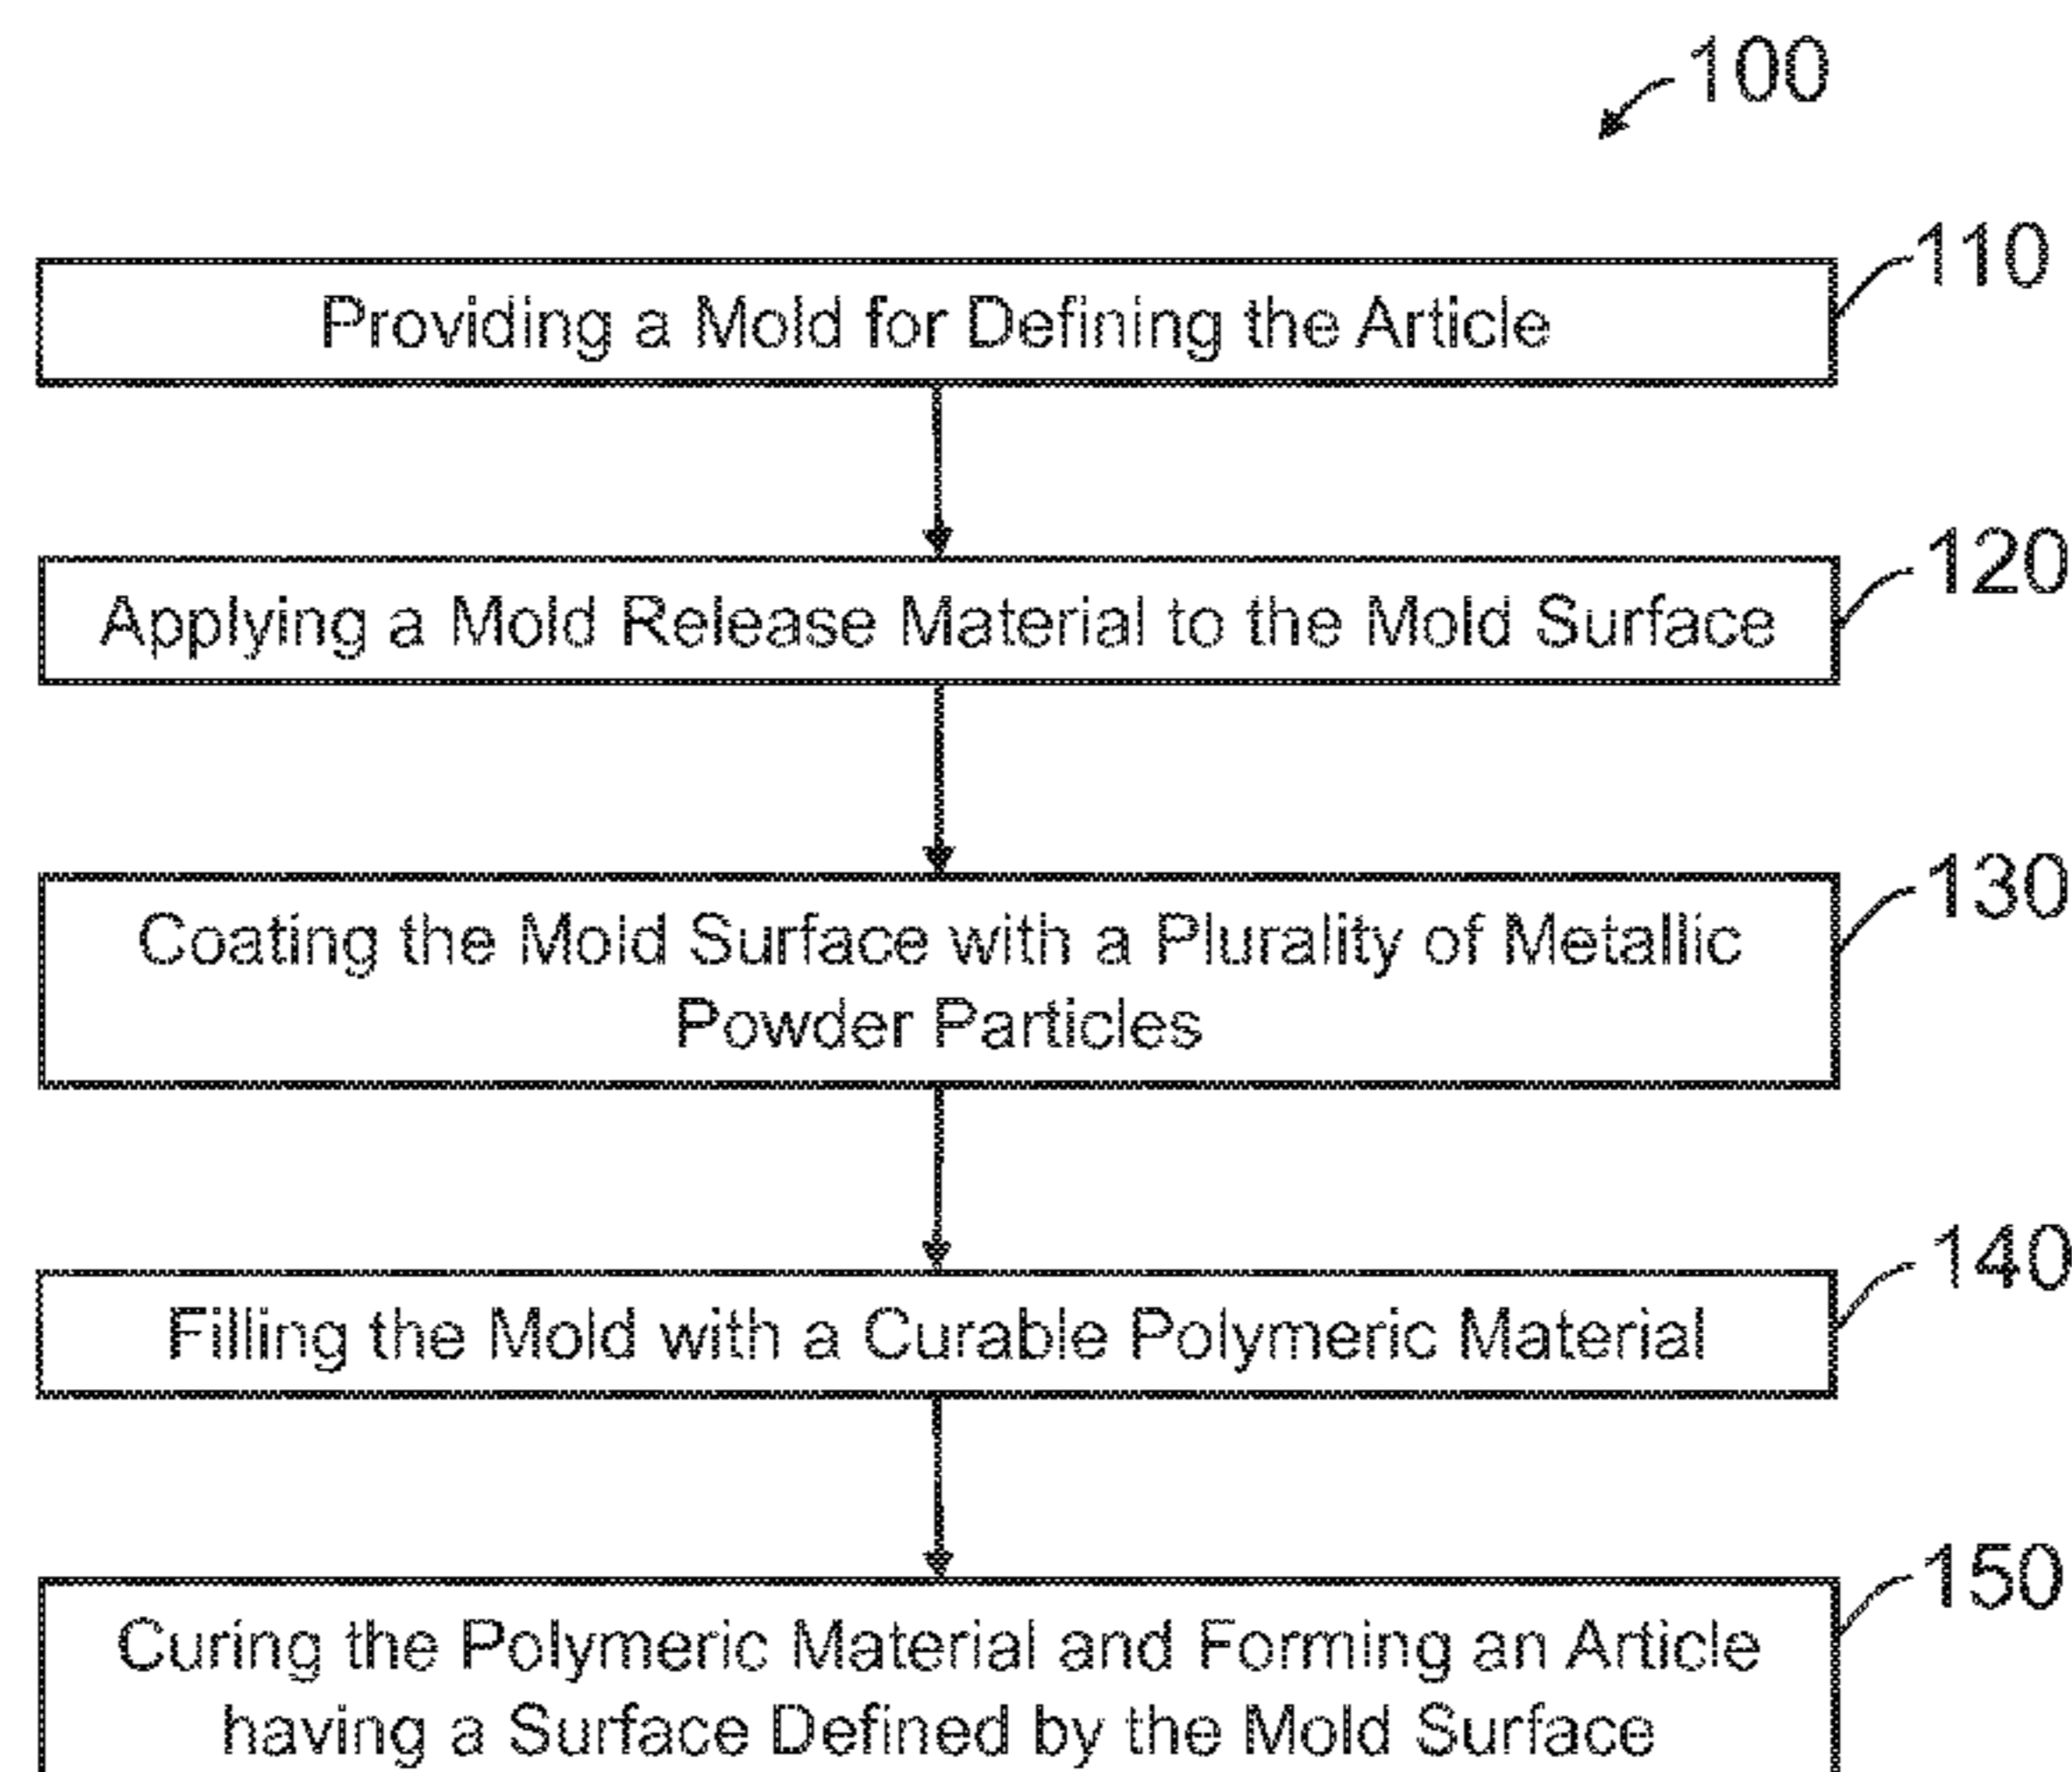 100
110
Providing a Mold for Defining the Article
120
Applying a Mold Release Material to the Mold Surface
130
Coating the Mold Surface with a Plurality of Metallic
Powder Particles
140
Filling the Mold with a Curable Polymeric Material
150
Curing the Polymeric Material and Forming an Article
having a Surface Defined by the Mold Surface